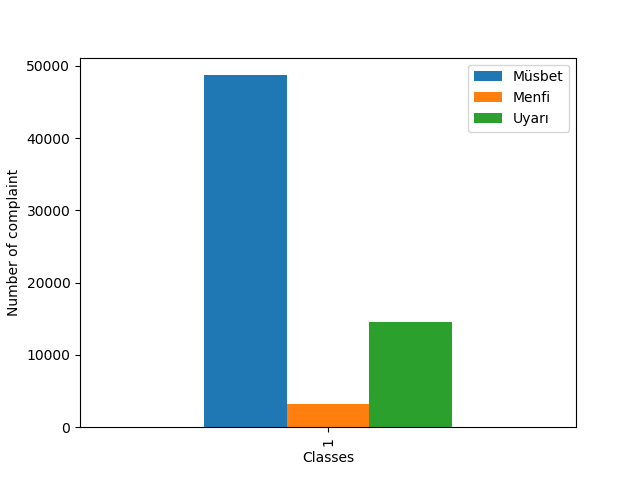 50000
40000
30000
20000
10000
0
Number of complaint
Müsbet
Menfi
Uyarı
1
Classes